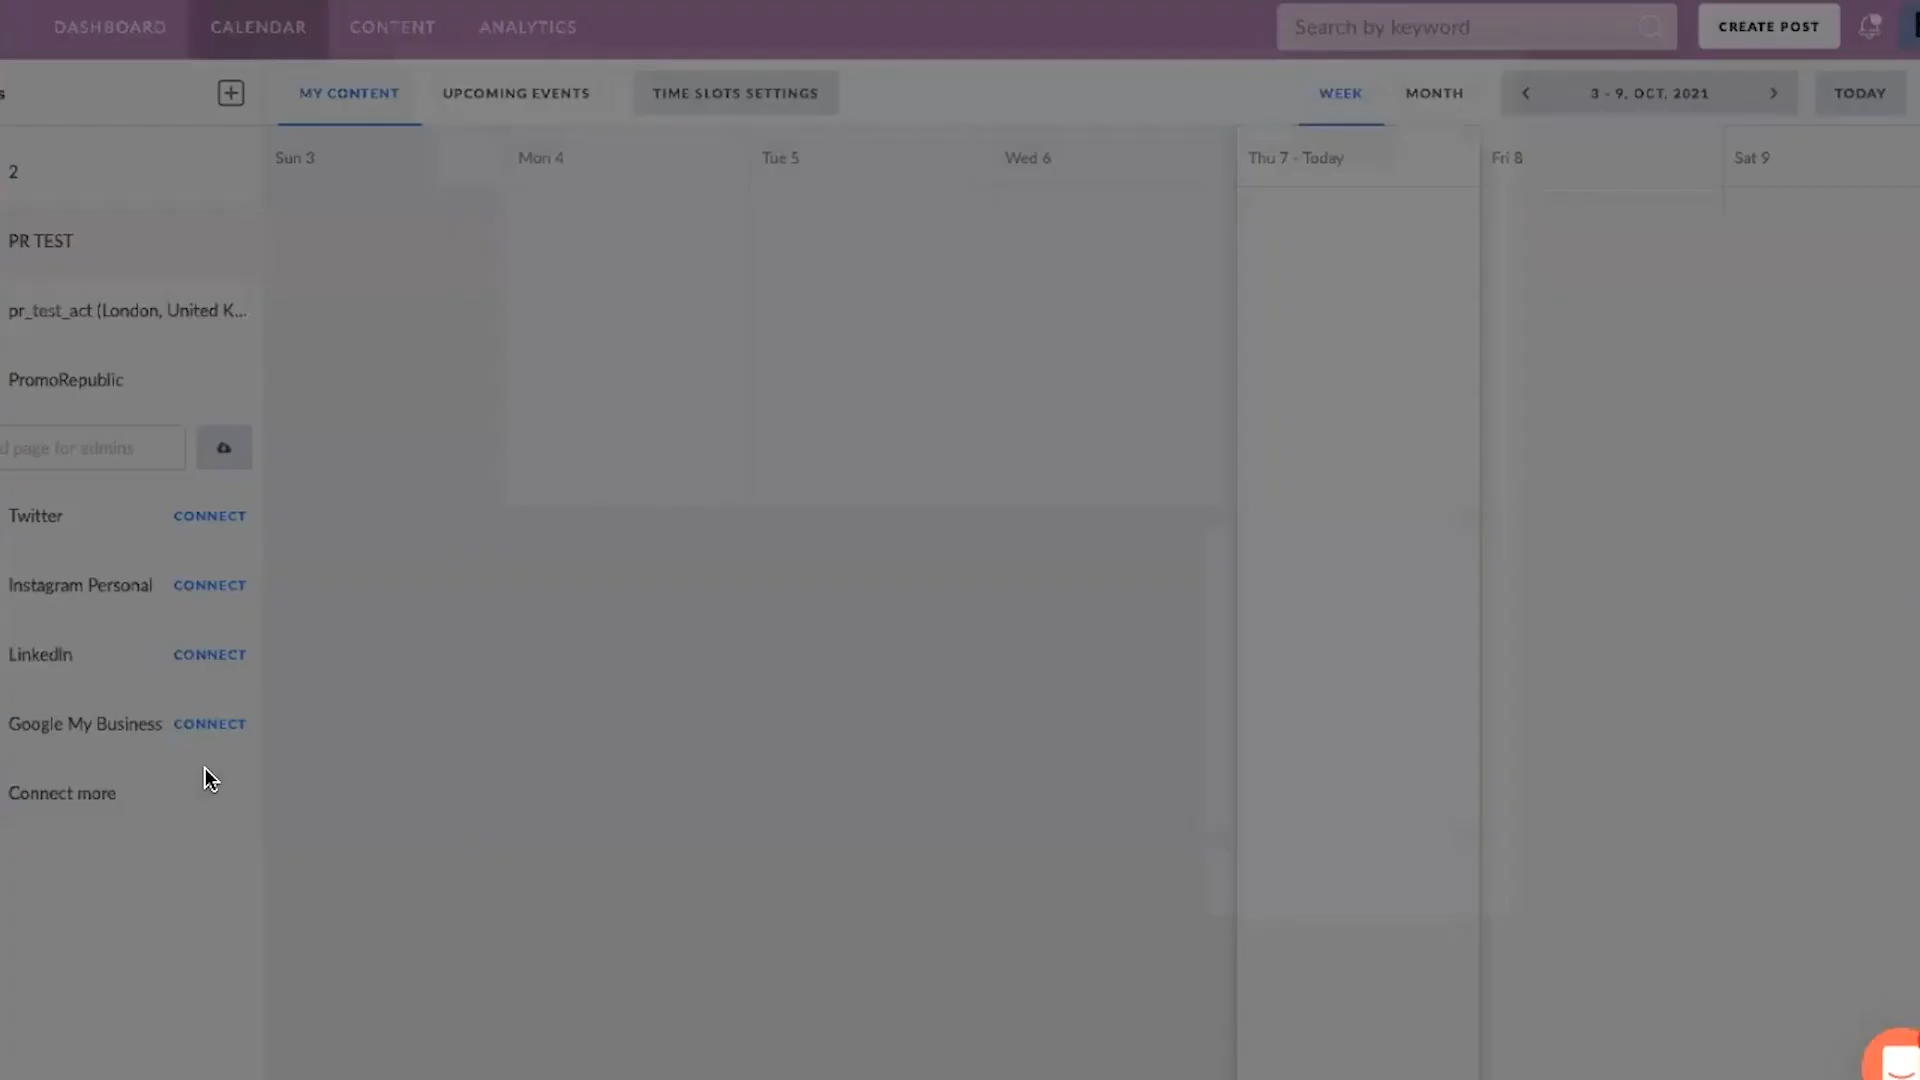 DASHBOARD CALENDAR CONTENT ANALYTICS Search by keyword CREATE POST
s MY CONTENT UPCOMING EVENTS TIME SLOTS SETTINGS WEEK MONTH 3 - 9, OCT, 2021 TODAY
Sun 3 Mon 4 Tue 5 Wed 6 Thu 7 - Today Fri 8 Sat 9
2
PR TEST
pr_test_act (London, United K...
PromoRepublic
d page for admins
Twitter CONNECT
Instagram Personal CONNECT
LinkedIn CONNECT
Google My Business CONNECT
Connect more